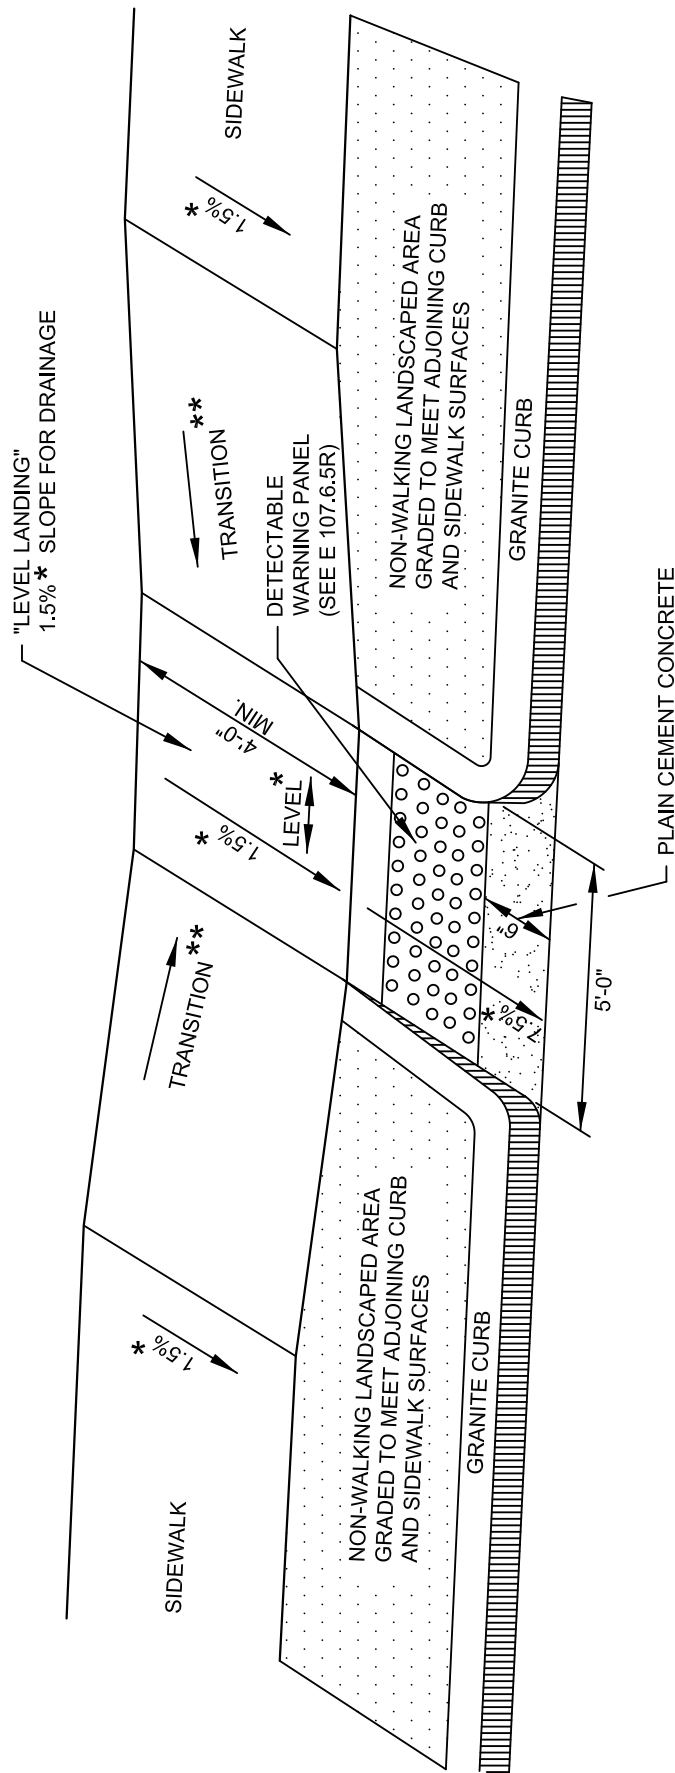 "LEVEL LANDING"
1.5% * SLOPE FOR DRAINAGE
SIDEWALK
1.5% *
TRANSITION **
1.5% *
4'-0"
MIN.
LEVEL *
TRANSITION **
1.5% *
SIDEWALK
DETECTABLE
WARNING PANEL
(SEE E 107.6.5R)
NON-WALKING LANDSCAPED AREA
GRADED TO MEET ADJOINING CURB
AND SIDEWALK SURFACES
GRANITE CURB
7.5% *
6"
5'-0"
PLAIN CEMENT CONCRETE
NON-WALKING LANDSCAPED AREA
GRADED TO MEET ADJOINING CURB
AND SIDEWALK SURFACES
GRANITE CURB